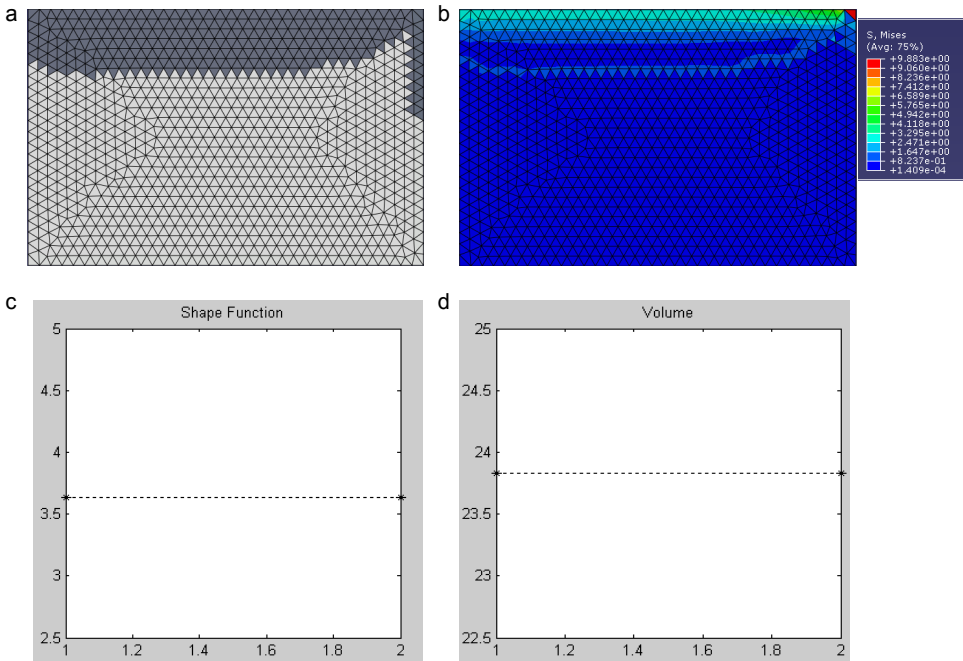 a
b
S, Mises
(Avg: 75%)
+9.883e+00
+9.060e+00
+8.236e+00
+7.412e+00
+6.589e+00
+5.765e+00
+4.942e+00
+4.118e+00
+3.295e+00
+2.471e+00
+1.647e+00
+8.237e-01
+1.409e-04
c
Shape Function
5
4.5
4
3.5
3
2.5
1 1.2 1.4 1.6 1.8 2
d
Volume
25
24.5
24
23.5
23
22.5
1 1.2 1.4 1.6 1.8 2